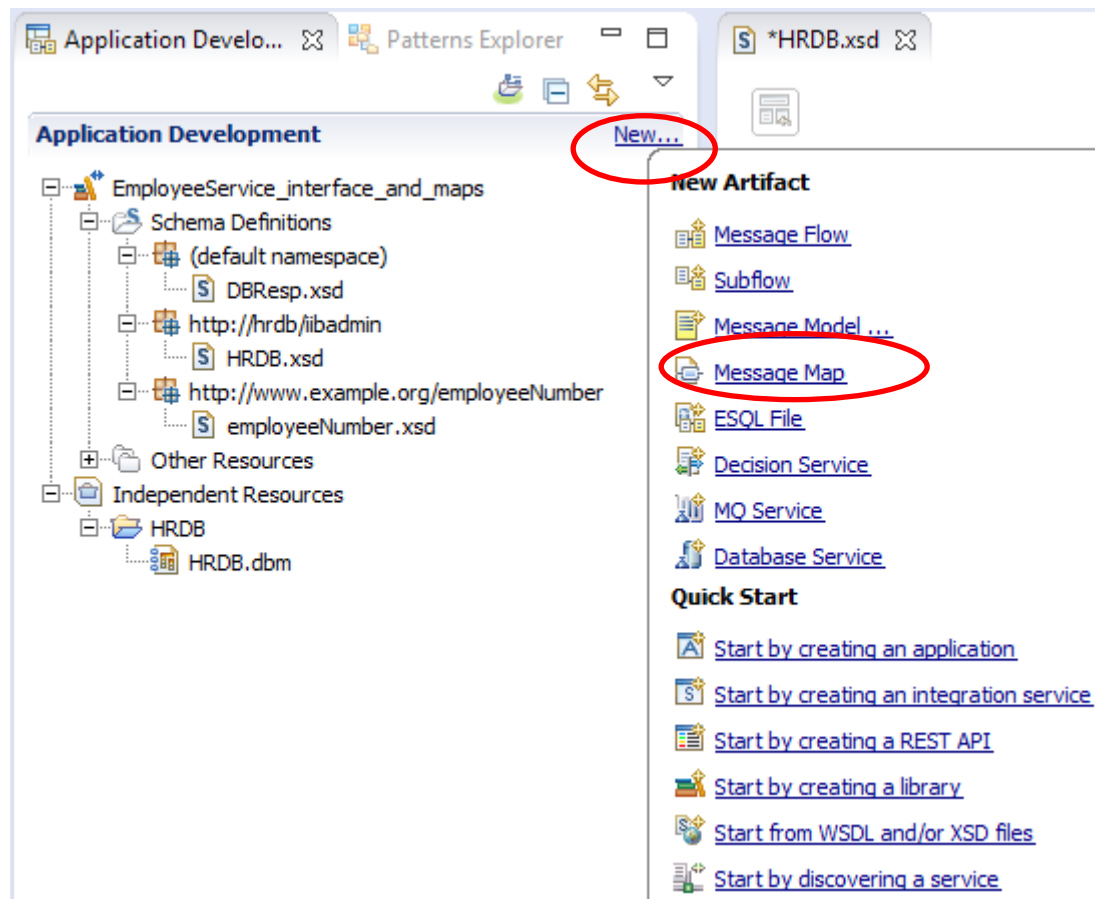 Application Develo...
Patterns Explorer
*HRDB.xsd
Application Development
New...
EmployeeService_interface_and_maps
Schema Definitions
(default namespace)
DBResp.xsd
http://hrdb/iibadmin
HRDB.xsd
http://www.example.org/employeeNumber
employeeNumber.xsd
Other Resources
Independent Resources
HRDB
HRDB.dbm
New Artifact
Message Flow
Subflow
Message Model ...
Message Map
ESQL File
Decision Service
MQ Service
Database Service
Quick Start
Start by creating an application
Start by creating an integration service
Start by creating a REST API
Start by creating a library
Start from WSDL and/or XSD files
Start by discovering a service